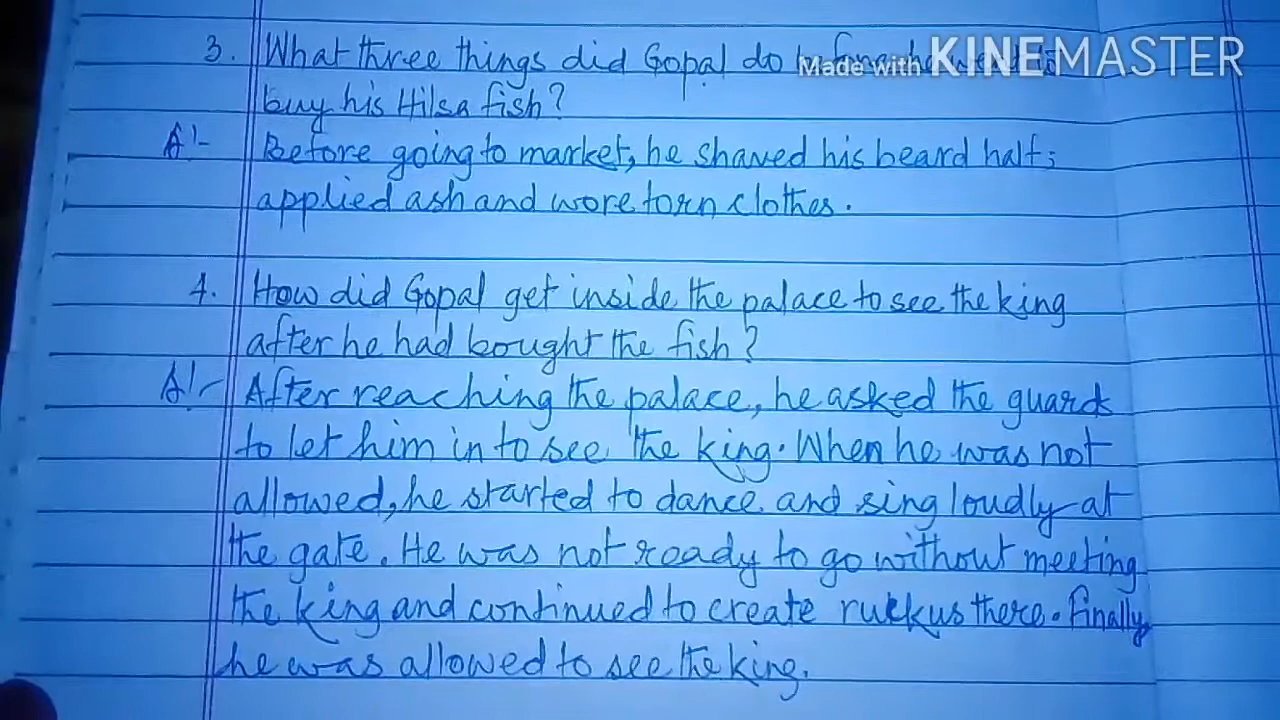 3. What three things did Gopal do
Made with KINEMASTER
buy his Hilsa fish?
A:- Before going to market, he shaved his beard half;
applied ash and wore torn clothes.
4. How did Gopal get inside the palace to see the king
after he had bought the fish?
A:- After reaching the palace, he asked the guard
to let him in to see the king. When he was not
allowed, he started to dance and sing loudly at
the gate. He was not ready to go without meeting
the king and continued to create ruckus there. Finally
he was allowed to see the king.